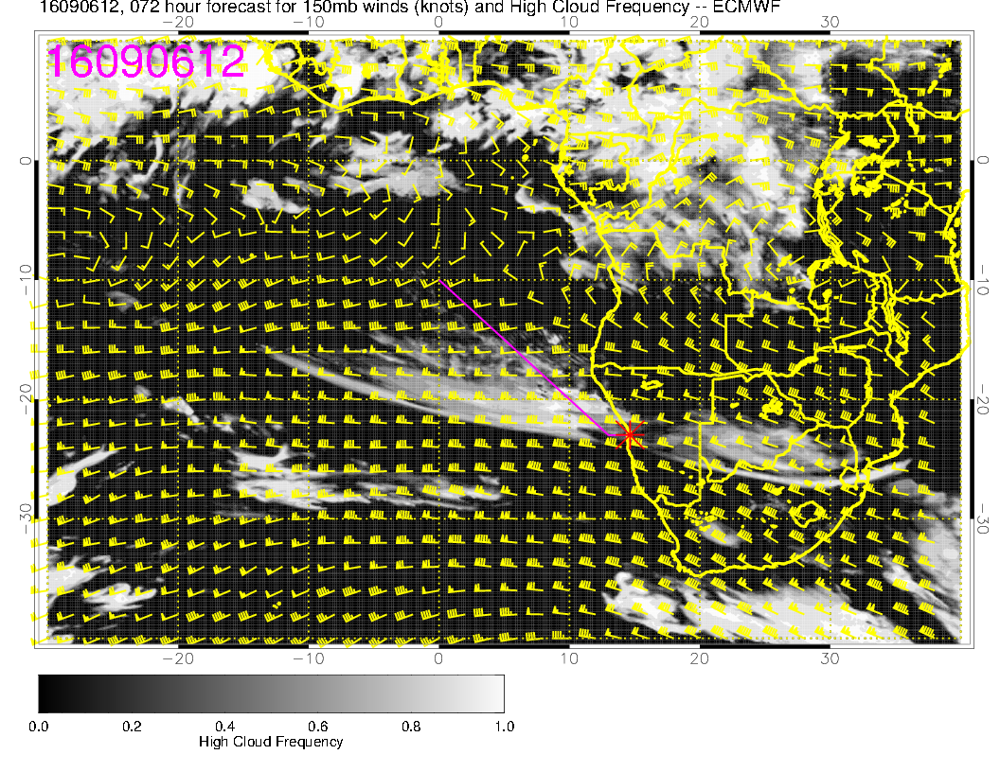 16090612, 072 hour forecast for 150mb winds (knots) and High Cloud Frequency -- ECMWF
−20 −10 0 10 20 30
16090612
0 0
−10 −10
−20 −20
−30 −30
−20 −10 0 10 20 30
0.0 0.2 0.4 0.6 0.8 1.0
High Cloud Frequency